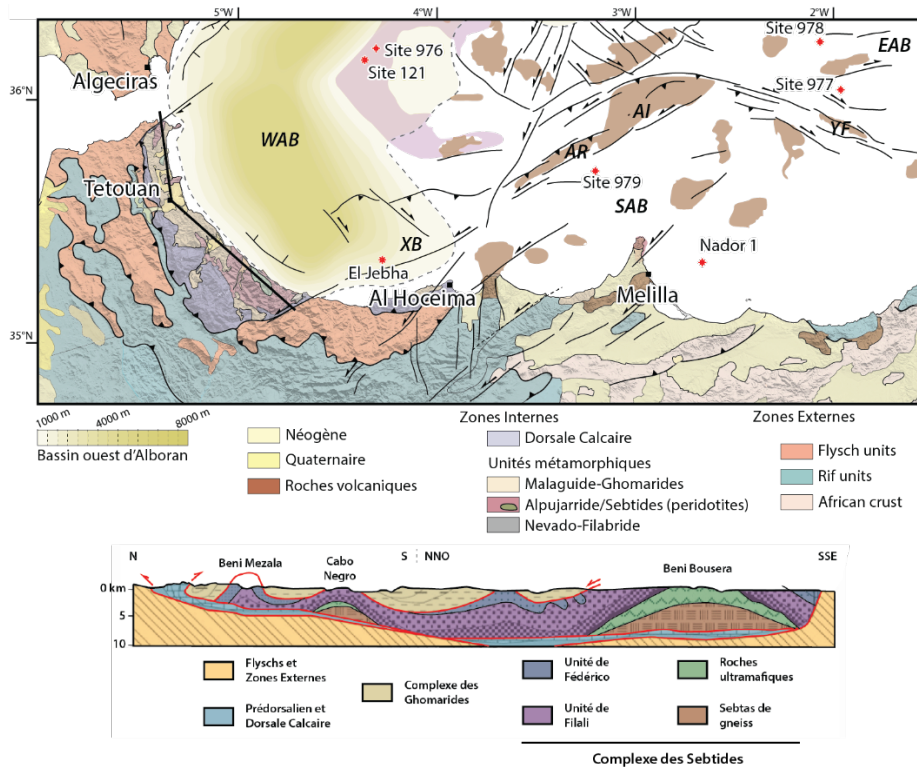 5°W 4°W 3°W 2°W
Site 978
EAB
Site 976
Site 121
Algeciras
36°N
Site 977
AI
YF
WAB
AR
Site 979
Tetouan
SAB
XB
Nador 1
El Jebha
Al Hoceima
Melilla
35°N
1000 m 4000 m 8000 m
Bassin ouest d'Alboran
Néogène
Quaternaire
Roches volcaniques
Zones Internes
Dorsale Calcaire
Unités métamorphiques
Malaguide-Ghomarides
Alpujarride/Sebtides (peridotites)
Nevado-Filabride
Zones Externes
Flysch units
Rif units
African crust
N Beni Mezala Cabo Negro S NNO Beni Bousera SSE
0 km
5
10
Flyschs et
Zones Externes
Prédorsalien et
Dorsale Calcaire
Complexe des
Ghomarides
Unité de
Fédérico
Unité de
Filali
Roches
ultramafiques
Sebtas de
gneiss
Complexe des Sebtides